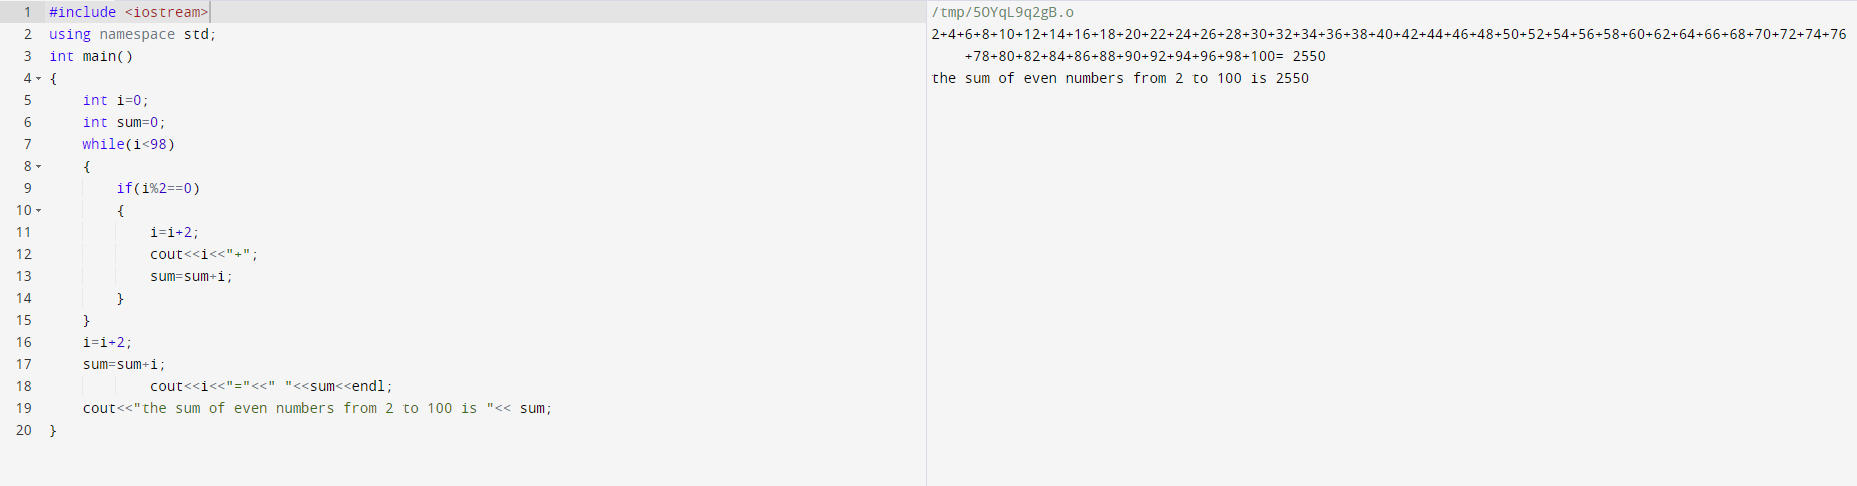 1 #include <iostream>
2 using namespace std;
3 int main()
4 {
5     int i=0;
6     int sum=0;
7     while(i<98)
8     {
9         if(i%2==0)
10         {
11             i=i+2;
12             cout<<i<<"+";
13             sum=sum+i;
14         }
15     }
16     i=i+2;
17     sum=sum+i;
18             cout<<i<<"="<<" "<<sum<<endl;
19     cout<<"the sum of even numbers from 2 to 100 is "<< sum;
20 }
/tmp/5OYqL9q2gB.o
2+4+6+8+10+12+14+16+18+20+22+24+26+28+30+32+34+36+38+40+42+44+46+48+50+52+54+56+58+60+62+64+66+68+70+72+74+76
+78+80+82+84+86+88+90+92+94+96+98+100= 2550
the sum of even numbers from 2 to 100 is 2550